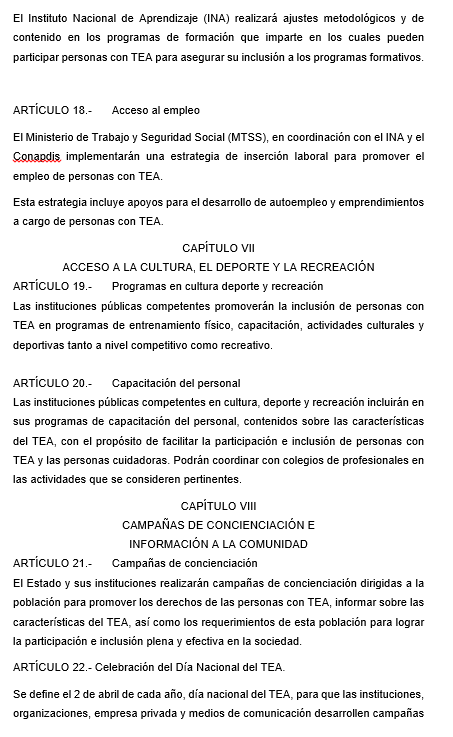 El Instituto Nacional de Aprendizaje (INA) realizará ajustes metodológicos y de
contenido en los programas de formación que imparte en los cuales pueden
participar personas con TEA para asegurar su inclusión a los programas formativos.
ARTÍCULO 18.- Acceso al empleo
El Ministerio de Trabajo y Seguridad Social (MTSS), en coordinación con el INA y el
Conapdis implementarán una estrategia de inserción laboral para promover el
empleo de personas con TEA.
Esta estrategia incluye apoyos para el desarrollo de autoempleo y emprendimientos
a cargo de personas con TEA.
CAPÍTULO VII
ACCESO A LA CULTURA, EL DEPORTE Y LA RECREACIÓN
ARTÍCULO 19.- Programas en cultura deporte y recreación
Las instituciones públicas competentes promoverán la inclusión de personas con
TEA en programas de entrenamiento físico, capacitación, actividades culturales y
deportivas tanto a nivel competitivo como recreativo.
ARTÍCULO 20.- Capacitación del personal
Las instituciones públicas competentes en cultura, deporte y recreación incluirán en
sus programas de capacitación del personal, contenidos sobre las características
del TEA, con el propósito de facilitar la participación e inclusión de personas con
TEA y las personas cuidadoras. Podrán coordinar con colegios de profesionales en
las actividades que se consideren pertinentes.
CAPÍTULO VIII
CAMPAÑAS DE CONCIENCIACIÓN E
INFORMACIÓN A LA COMUNIDAD
ARTÍCULO 21.- Campañas de concienciación
El Estado y sus instituciones realizarán campañas de concienciación dirigidas a la
población para promover los derechos de las personas con TEA, informar sobre las
características del TEA, así como los requerimientos de esta población para lograr
la participación e inclusión plena y efectiva en la sociedad.
ARTÍCULO 22.- Celebración del Día Nacional del TEA.
Se define el 2 de abril de cada año, día nacional del TEA, para que las instituciones,
organizaciones, empresa privada y medios de comunicación desarrollen campañas